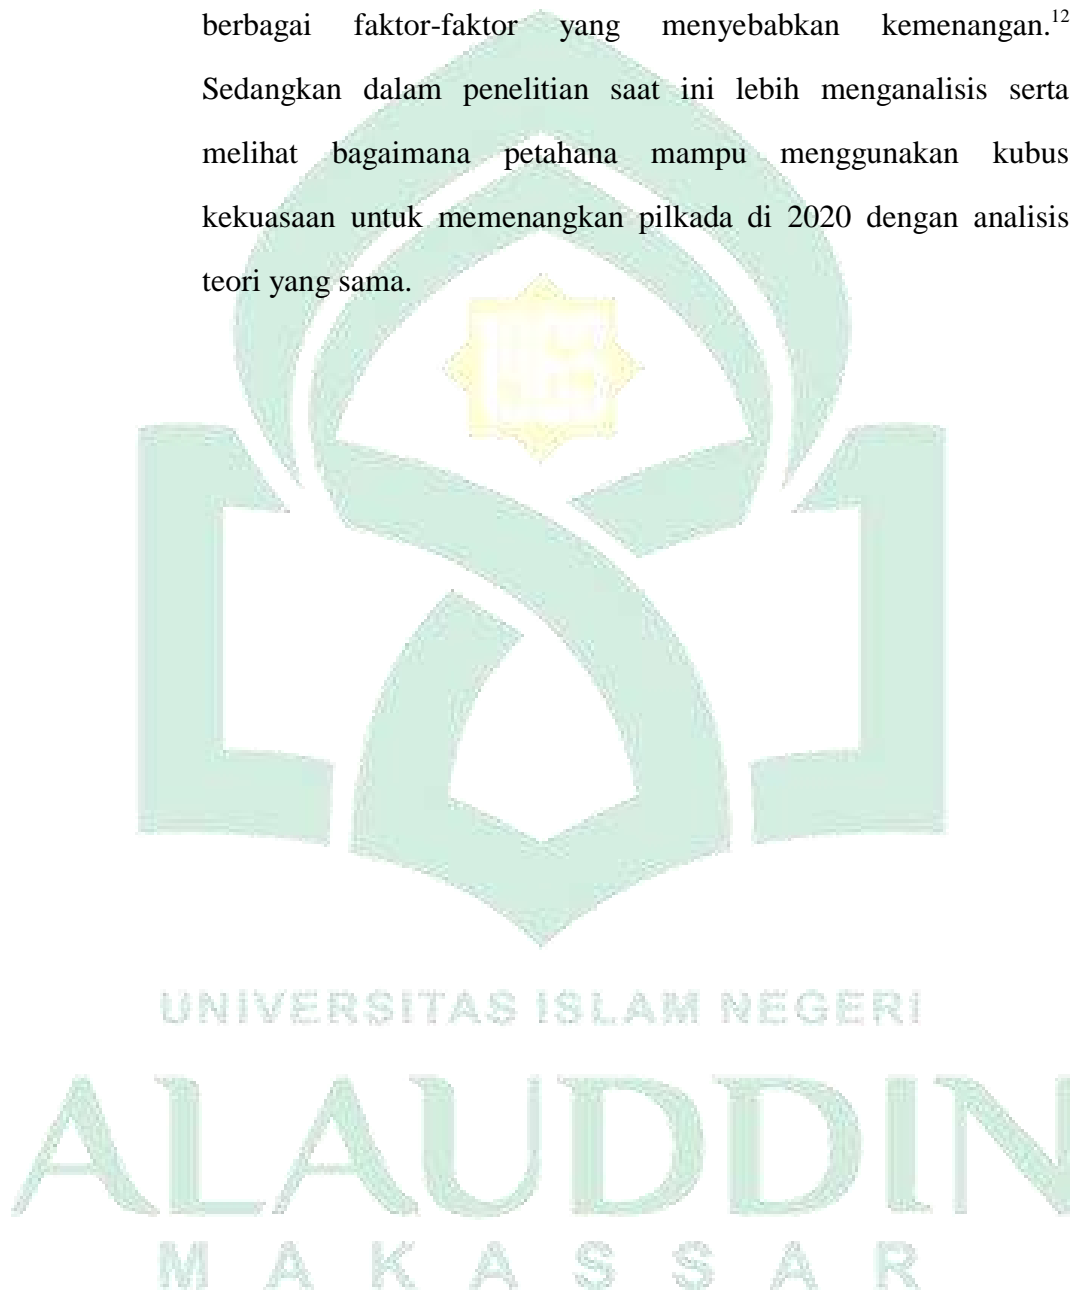 berbagai faktor-faktor yang menyebabkan kemenangan.12
Sedangkan dalam penelitian saat ini lebih menganalisis serta
melihat bagaimana petahana mampu menggunakan kubus
kekuasaan untuk memenangkan pilkada di 2020 dengan analisis
teori yang sama.
UNIVERSITAS ISLAM NEGERI
ALAUDDIN
MAKASSAR